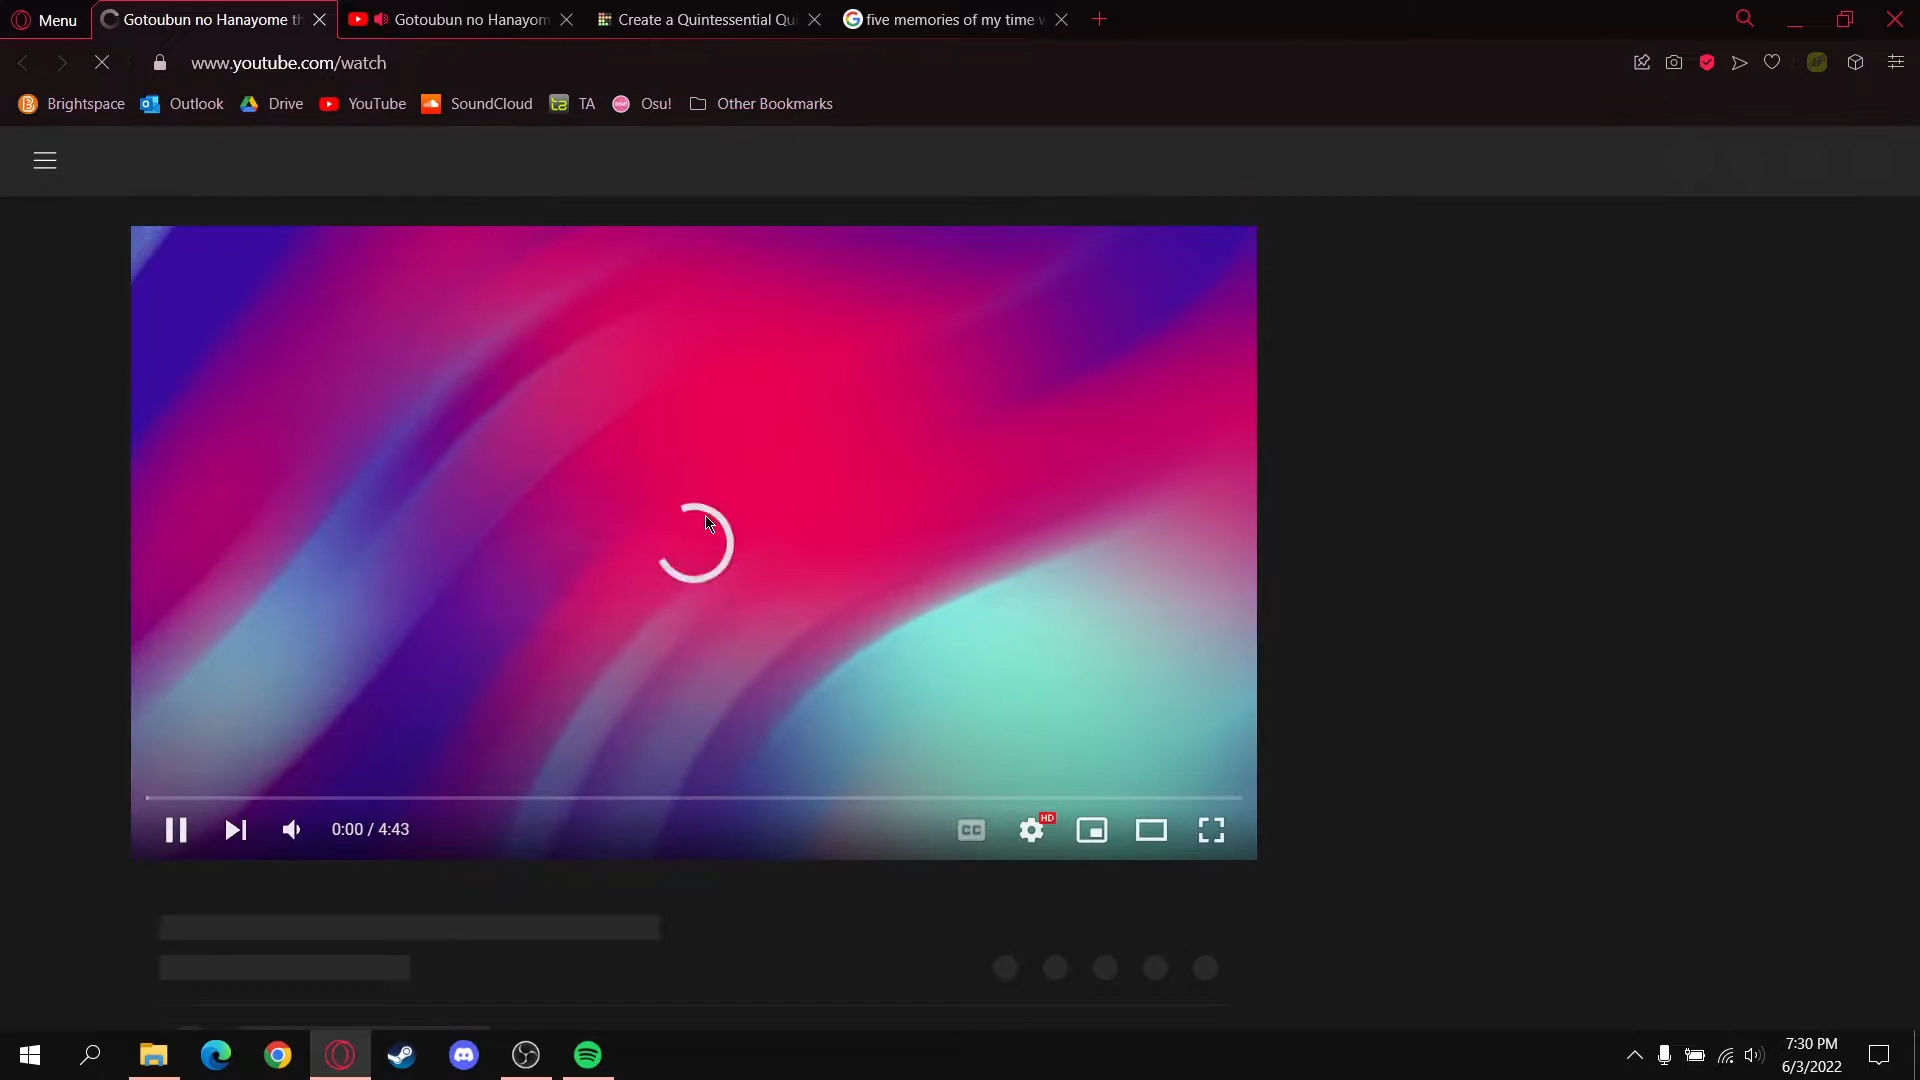 Menu
Gotoubun no Hanayome th
Gotoubun no Hanayom
Create a Quintessential Qu
five memories of my time w
www.youtube.com/watch
Brightspace
Outlook
Drive
YouTube
SoundCloud
TA
Osu!
Other Bookmarks
0:00 / 4:43
CC
HD
7:30 PM
6/3/2022